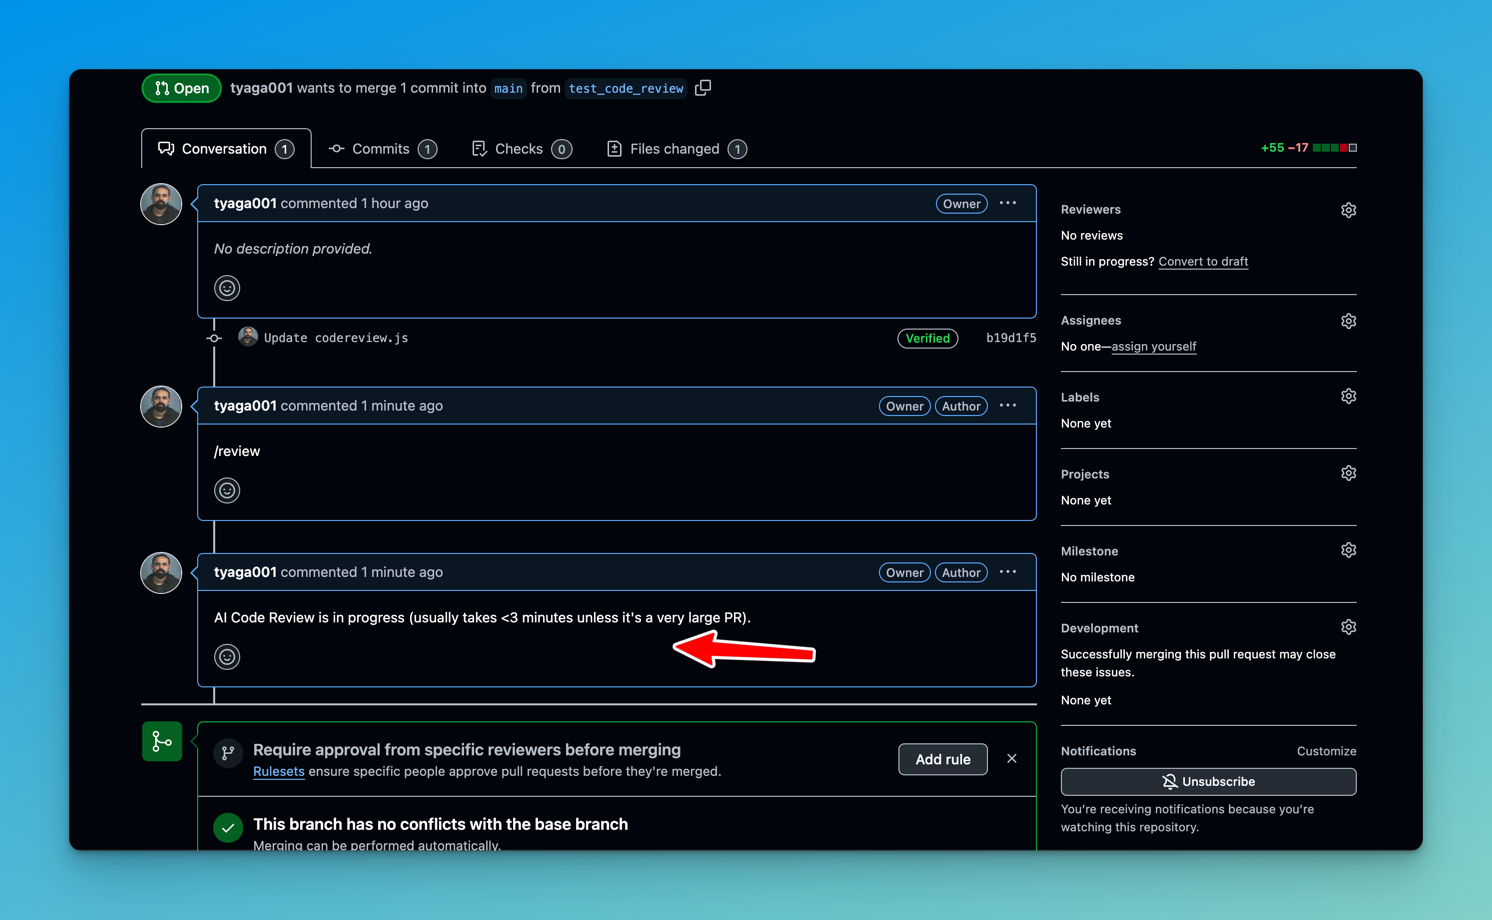 Open tyaga001 wants to merge 1 commit into main from test_code_review
Conversation 1 Commits 1 Checks 0 Files changed 1 +55 −17
tyaga001 commented 1 hour ago Owner ...
No description provided.
Update codereview.js Verified b19d1f5
tyaga001 commented 1 minute ago Owner Author ...
/review
tyaga001 commented 1 minute ago Owner Author ...
AI Code Review is in progress (usually takes <3 minutes unless it's a very large PR).
Require approval from specific reviewers before merging
Rulesets ensure specific people approve pull requests before they're merged.
Add rule
This branch has no conflicts with the base branch
Merging can be performed automatically.
Reviewers
No reviews
Still in progress? Convert to draft
Assignees
No one—assign yourself
Labels
None yet
Projects
None yet
Milestone
No milestone
Development
Successfully merging this pull request may close
these issues.
None yet
Notifications Customize
Unsubscribe
You're receiving notifications because you're
watching this repository.